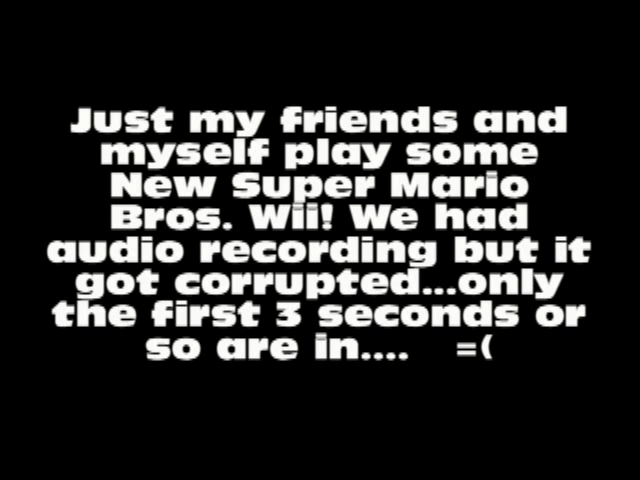 Just my friends and
myself play some
New Super Mario
Bros. Wii! We had
audio recording but it
got corrupted...only
the first 3 seconds or
so are in.... =(